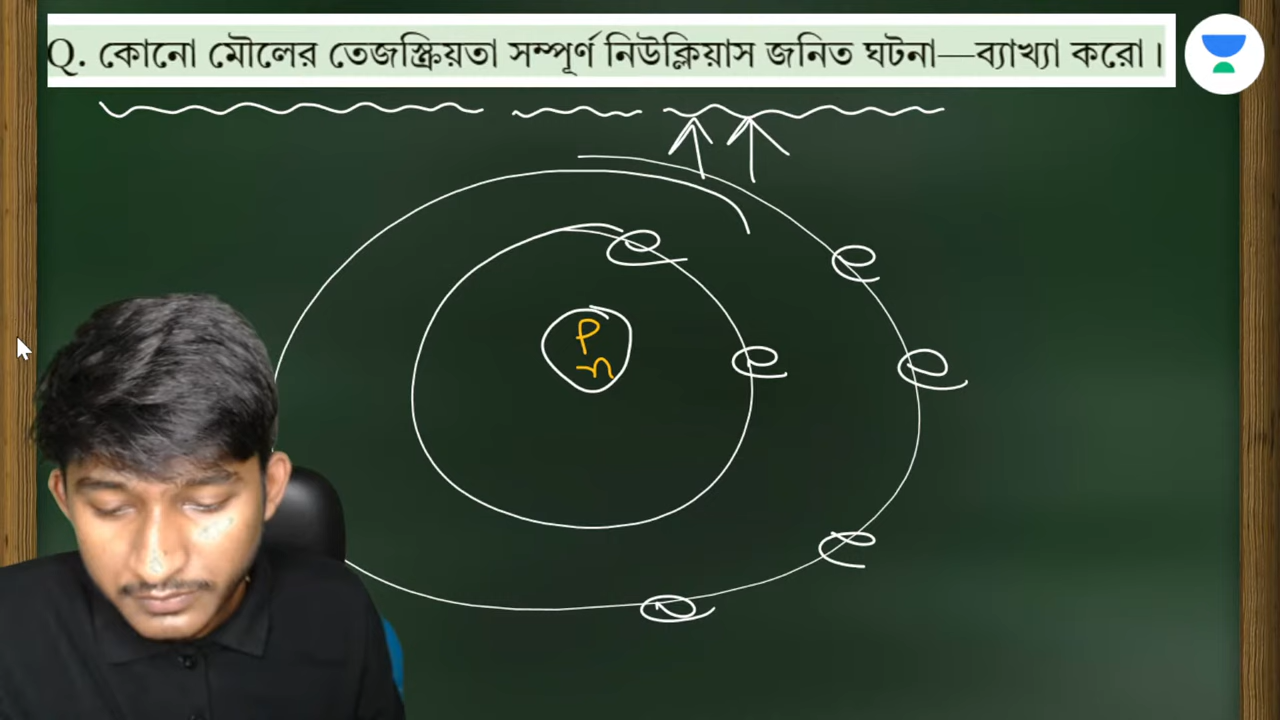 Q. কোনো মৌলের তেজস্ক্রিয়তা সম্পূর্ণ নিউক্লিয়াস জনিত ঘটনা—ব্যাখ্যা করো।
e
e
P
n
e
e
e
e